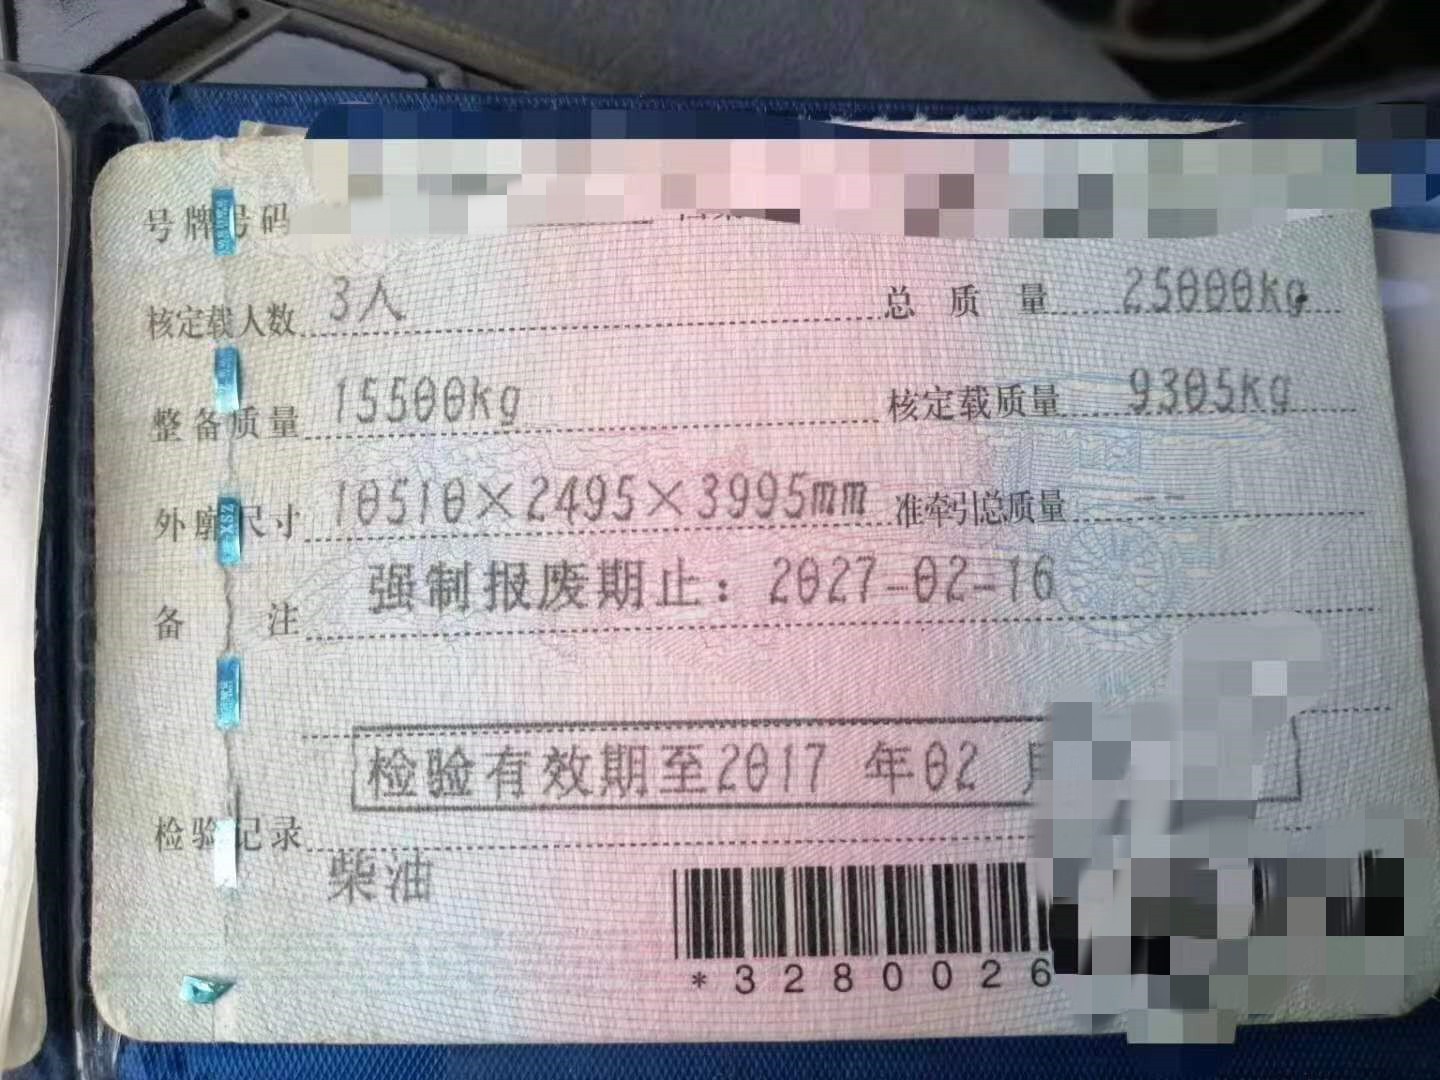 号牌号码
核定载人数 3人 总质量 25000kg
整备质量 15500kg 核定载质量 9305kg
外廓尺寸 10510×2495×3995mm 准牵引总质量 --
备注 强制报废期止：2027-02-16
检验有效期至2017 年02 月
检验记录
柴油
*3280026